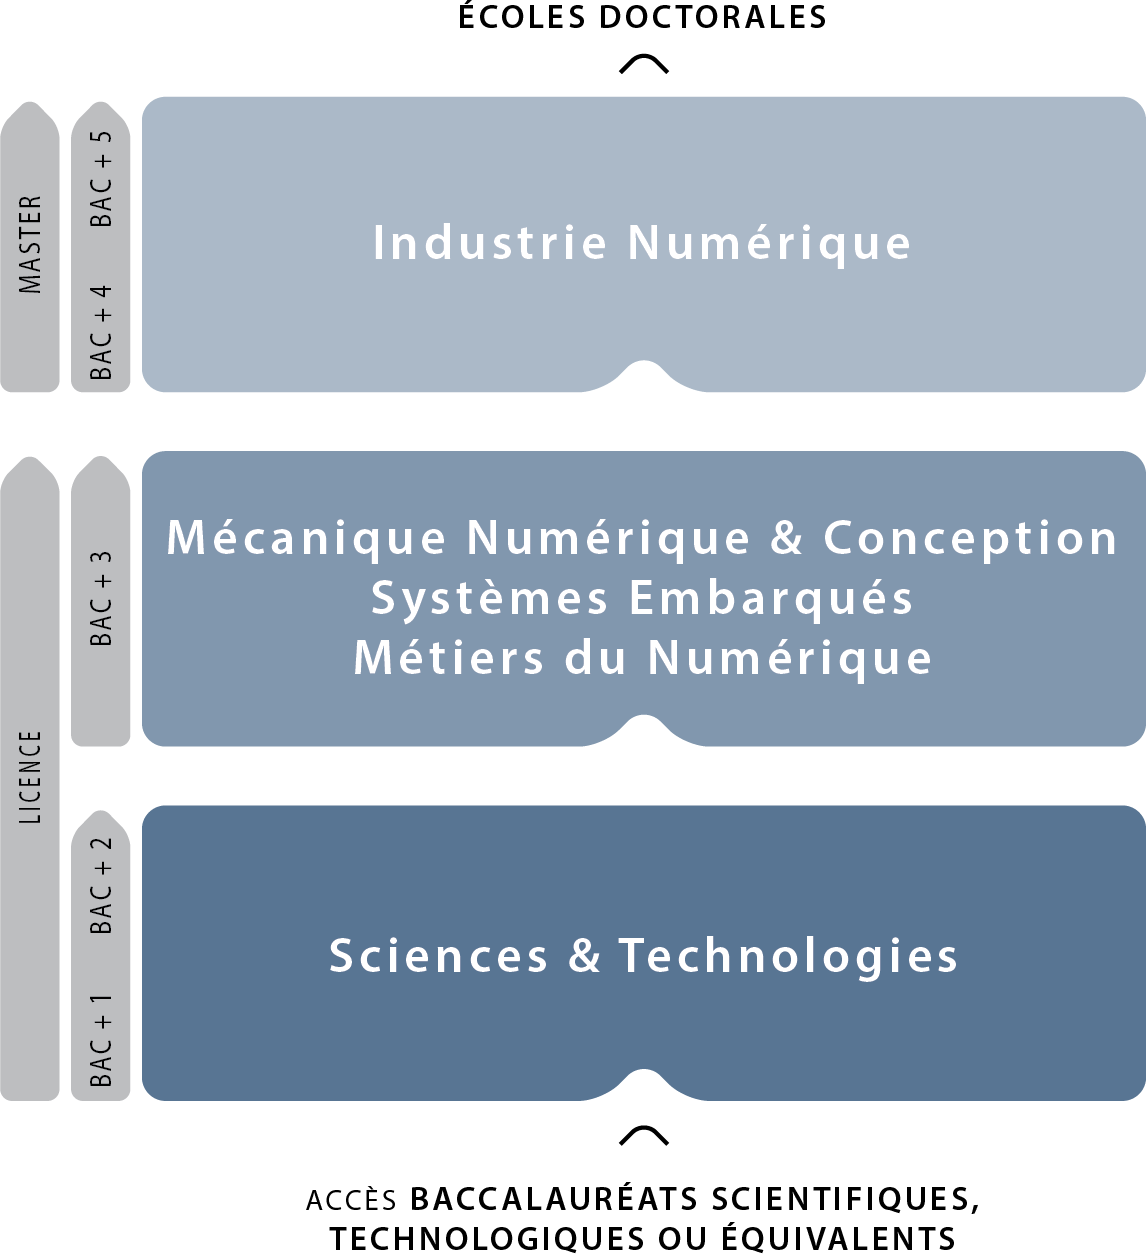 ÉCOLES DOCTORALES
MASTER
BAC + 5
BAC + 4
Industrie Numérique
LICENCE
BAC + 3
Mécanique Numérique & Conception
Systèmes Embarqués
Métiers du Numérique
BAC + 2
BAC + 1
Sciences & Technologies
ACCÈS BACCALAURÉATS SCIENTIFIQUES,
TECHNOLOGIQUES OU ÉQUIVALENTS